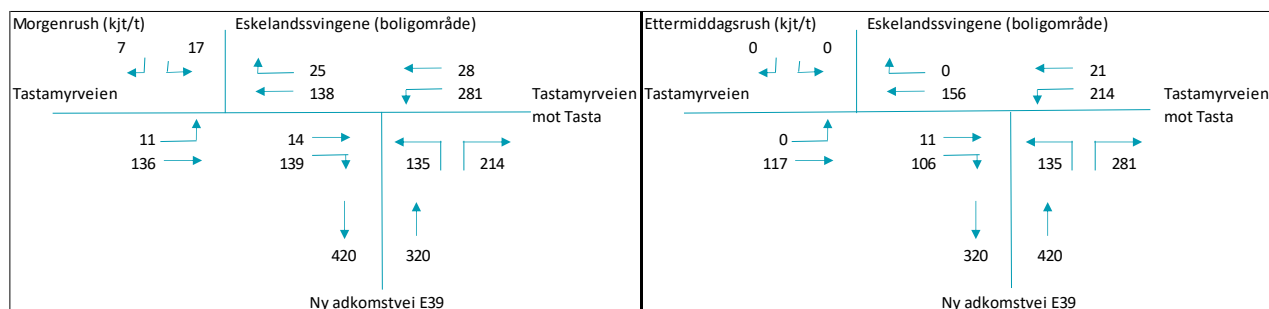 Morgenrush (kjt/t)
Eskelandssvingene (boligområde)
7 17
25 28
Tastamyrveien 138 281 Tastamyrveien
mot Tasta
11 14
136 139 135 214
420 320
Ny adkomstvei E39
Ettermiddagsrush (kjt/t)
Eskelandssvingene (boligområde)
0 0
0 21
Tastamyrveien 156 214 Tastamyrveien
mot Tasta
0 11
117 106 135 281
320 420
Ny adkomstvei E39